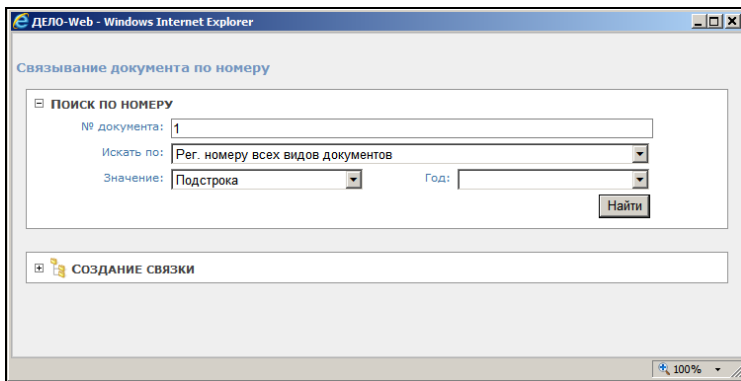 ДЕЛО-Web - Windows Internet Explorer
Связывание документа по номеру
Поиск по номеру
№ документа: 1
Искать по: Рег. номеру всех видов документов
Значение: Подстрока Год:
Найти
Создание связки
100%